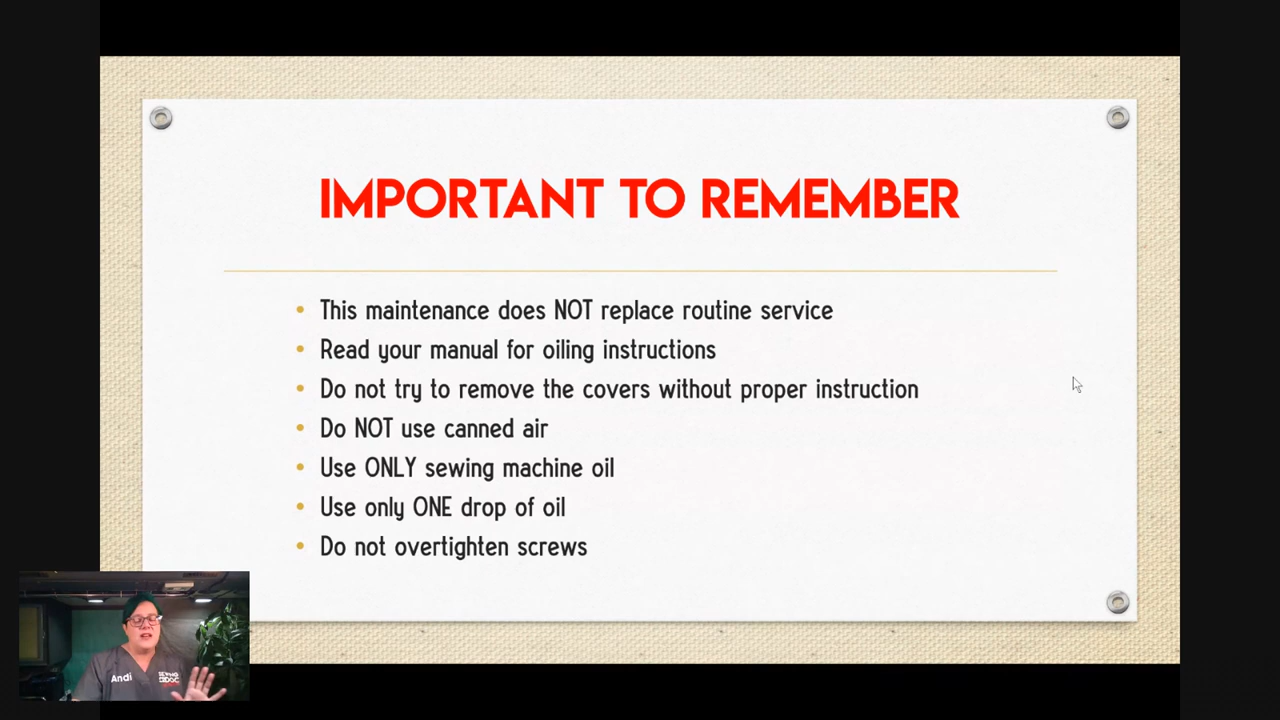 IMPORTANT TO REMEMBER
This maintenance does NOT replace routine service
Read your manual for oiling instructions
Do not try to remove the covers without proper instruction
Do NOT use canned air
Use ONLY sewing machine oil
Use only ONE drop of oil
Do not overtighten screws
Andi